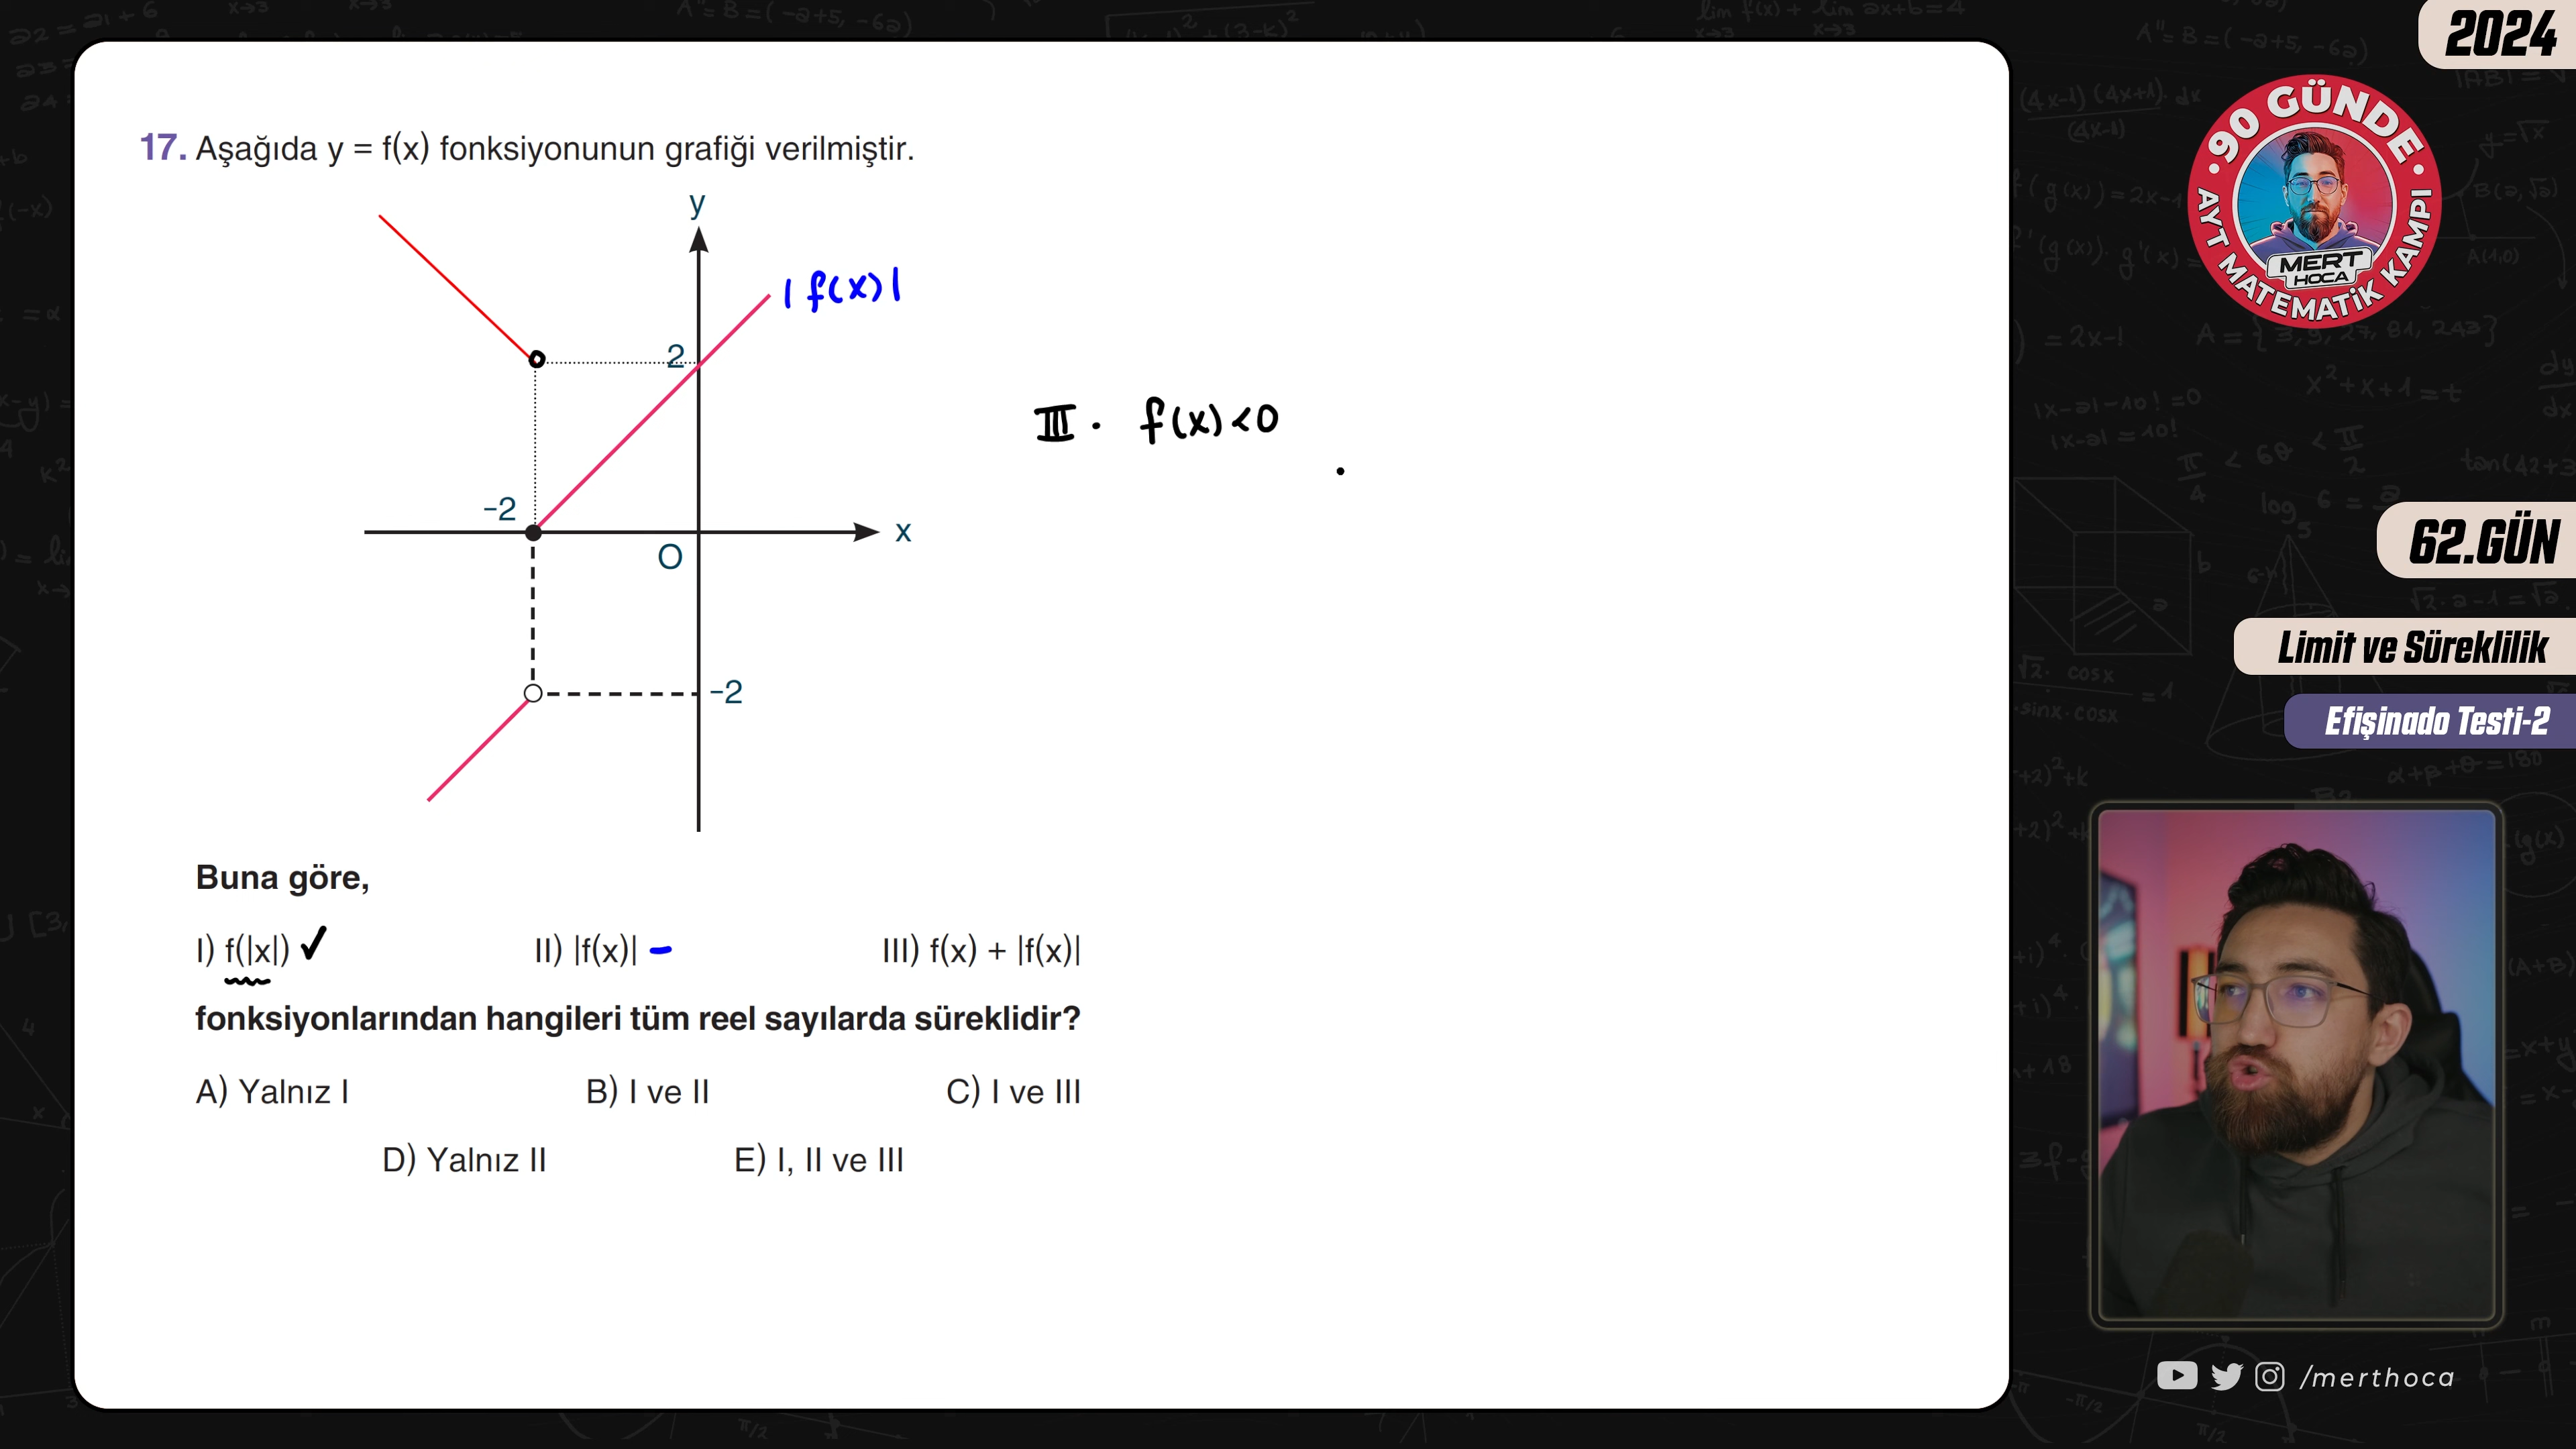 2024
90 GÜNDE
AYT MATEMATİK KAMPI
MERT
HOCA
17. Aşağıda y = f(x) fonksiyonunun grafiği verilmiştir.
y
|f(x)|
2
III. f(x)<0
-2
x
O
-2
62.GÜN
Limit ve Süreklilik
Efişinado Testi-2
Buna göre,
I) f(|x|) ✓ II) |f(x)| - III) f(x) + |f(x)|
fonksiyonlarından hangileri tüm reel sayılarda süreklidir?
A) Yalnız I B) I ve II C) I ve III
D) Yalnız II E) I, II ve III
/merthoca